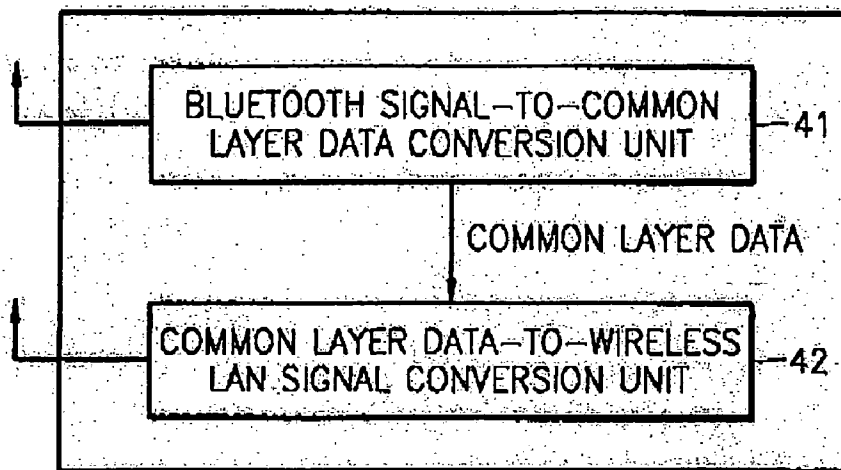 BLUETOOTH SIGNAL-TO-COMMON
LAYER DATA CONVERSION UNIT
41
COMMON LAYER DATA
COMMON LAYER DATA-TO-WIRELESS
LAN SIGNAL CONVERSION UNIT
42